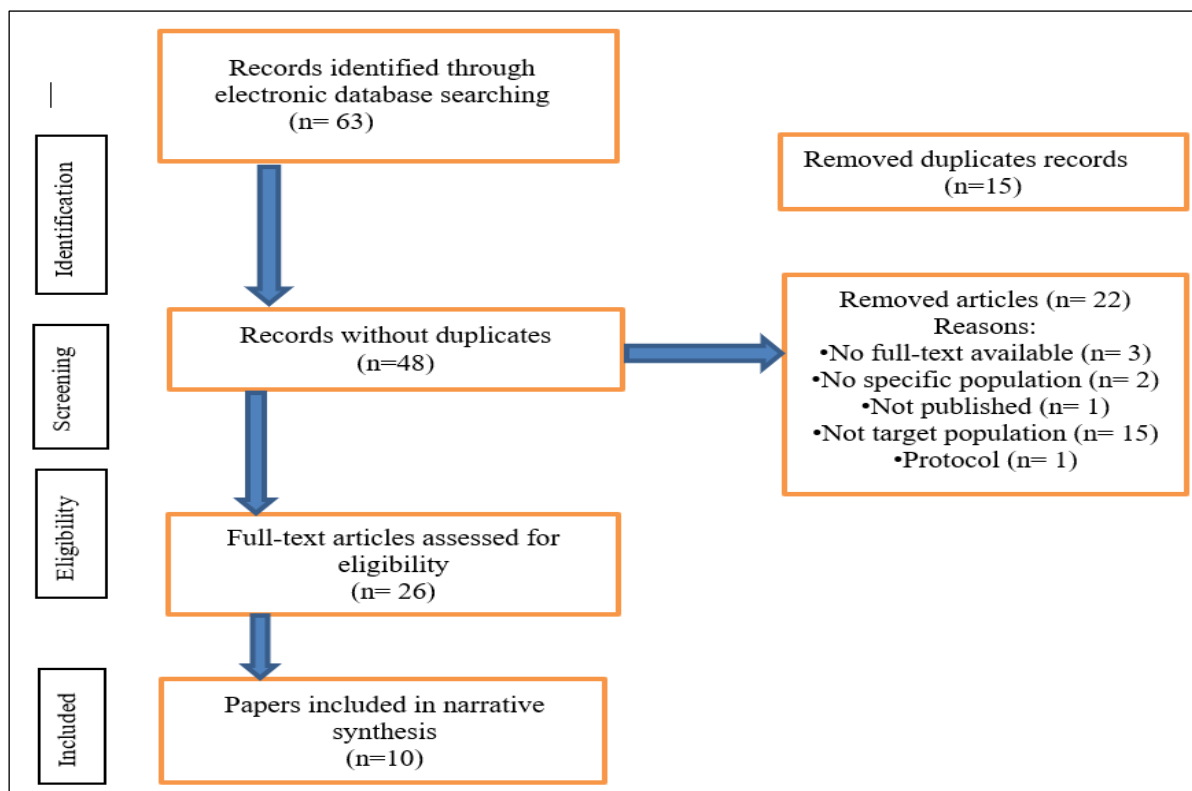 Records identified through
electronic database searching
(n= 63)
Identification
Removed duplicates records
(n=15)
Screening
Records without duplicates
(n=48)
Removed articles (n= 22)
Reasons:
•No full-text available (n= 3)
•No specific population (n= 2)
•Not published (n= 1)
•Not target population (n= 15)
•Protocol (n= 1)
Eligibility
Full-text articles assessed for
eligibility
(n= 26)
Included
Papers included in narrative
synthesis
(n=10)